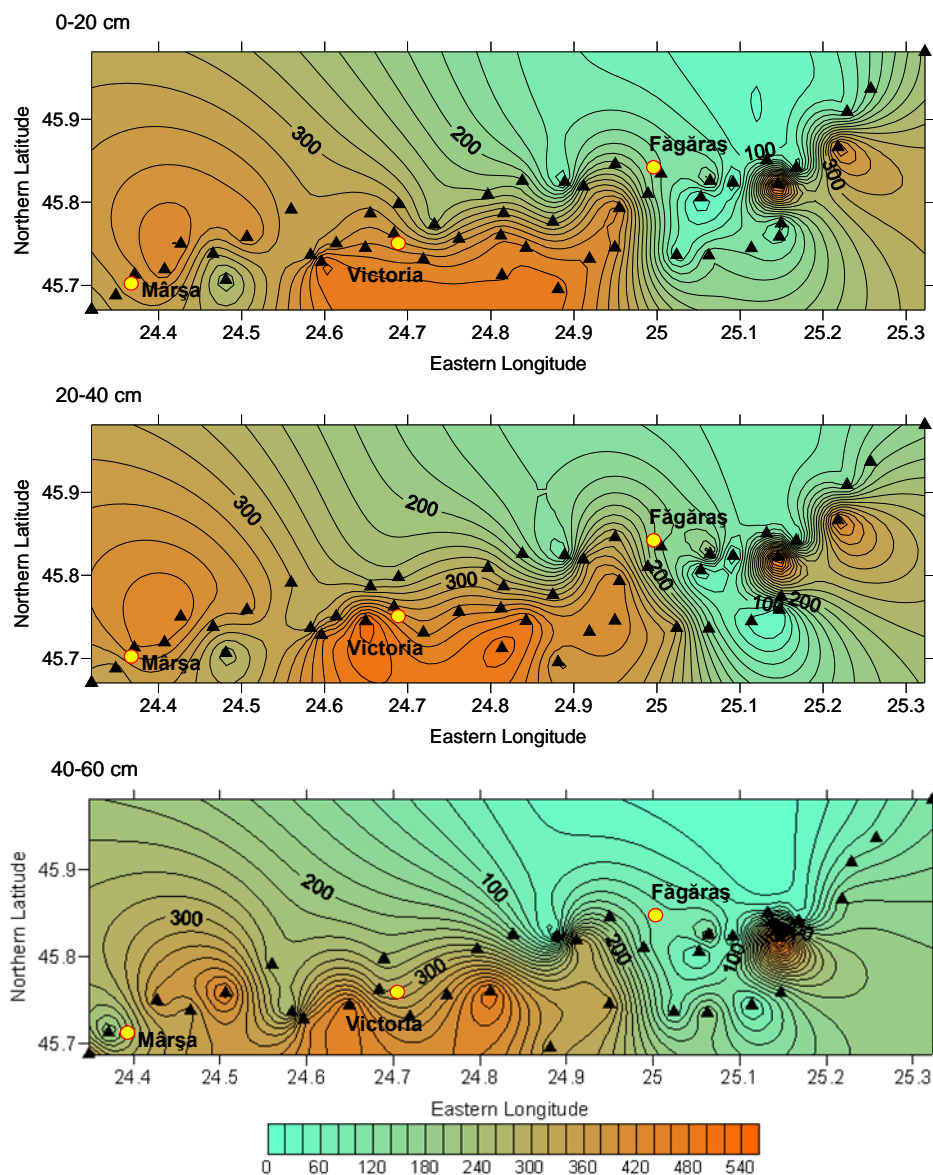 0-20 cm
300
200
Făgăraş
100
300
45.9
45.8
45.7
Northern Latitude
Victoria
Mârşa
24.4 24.5 24.6 24.7 24.8 24.9 25 25.1 25.2 25.3
Eastern Longitude
20-40 cm
300
200
Făgăraş
300
200
100
200
45.9
45.8
45.7
Northern Latitude
Victoria
Mârşa
24.4 24.5 24.6 24.7 24.8 24.9 25 25.1 25.2 25.3
Eastern Longitude
40-60 cm
200
100
Făgăraş
300
200
100
300
45.9
45.8
45.7
Northern Latitude
Victoria
Mârşa
24.4 24.5 24.6 24.7 24.8 24.9 25 25.1 25.2 25.3
Eastern Longitude
0 60 120 180 240 300 360 420 480 540